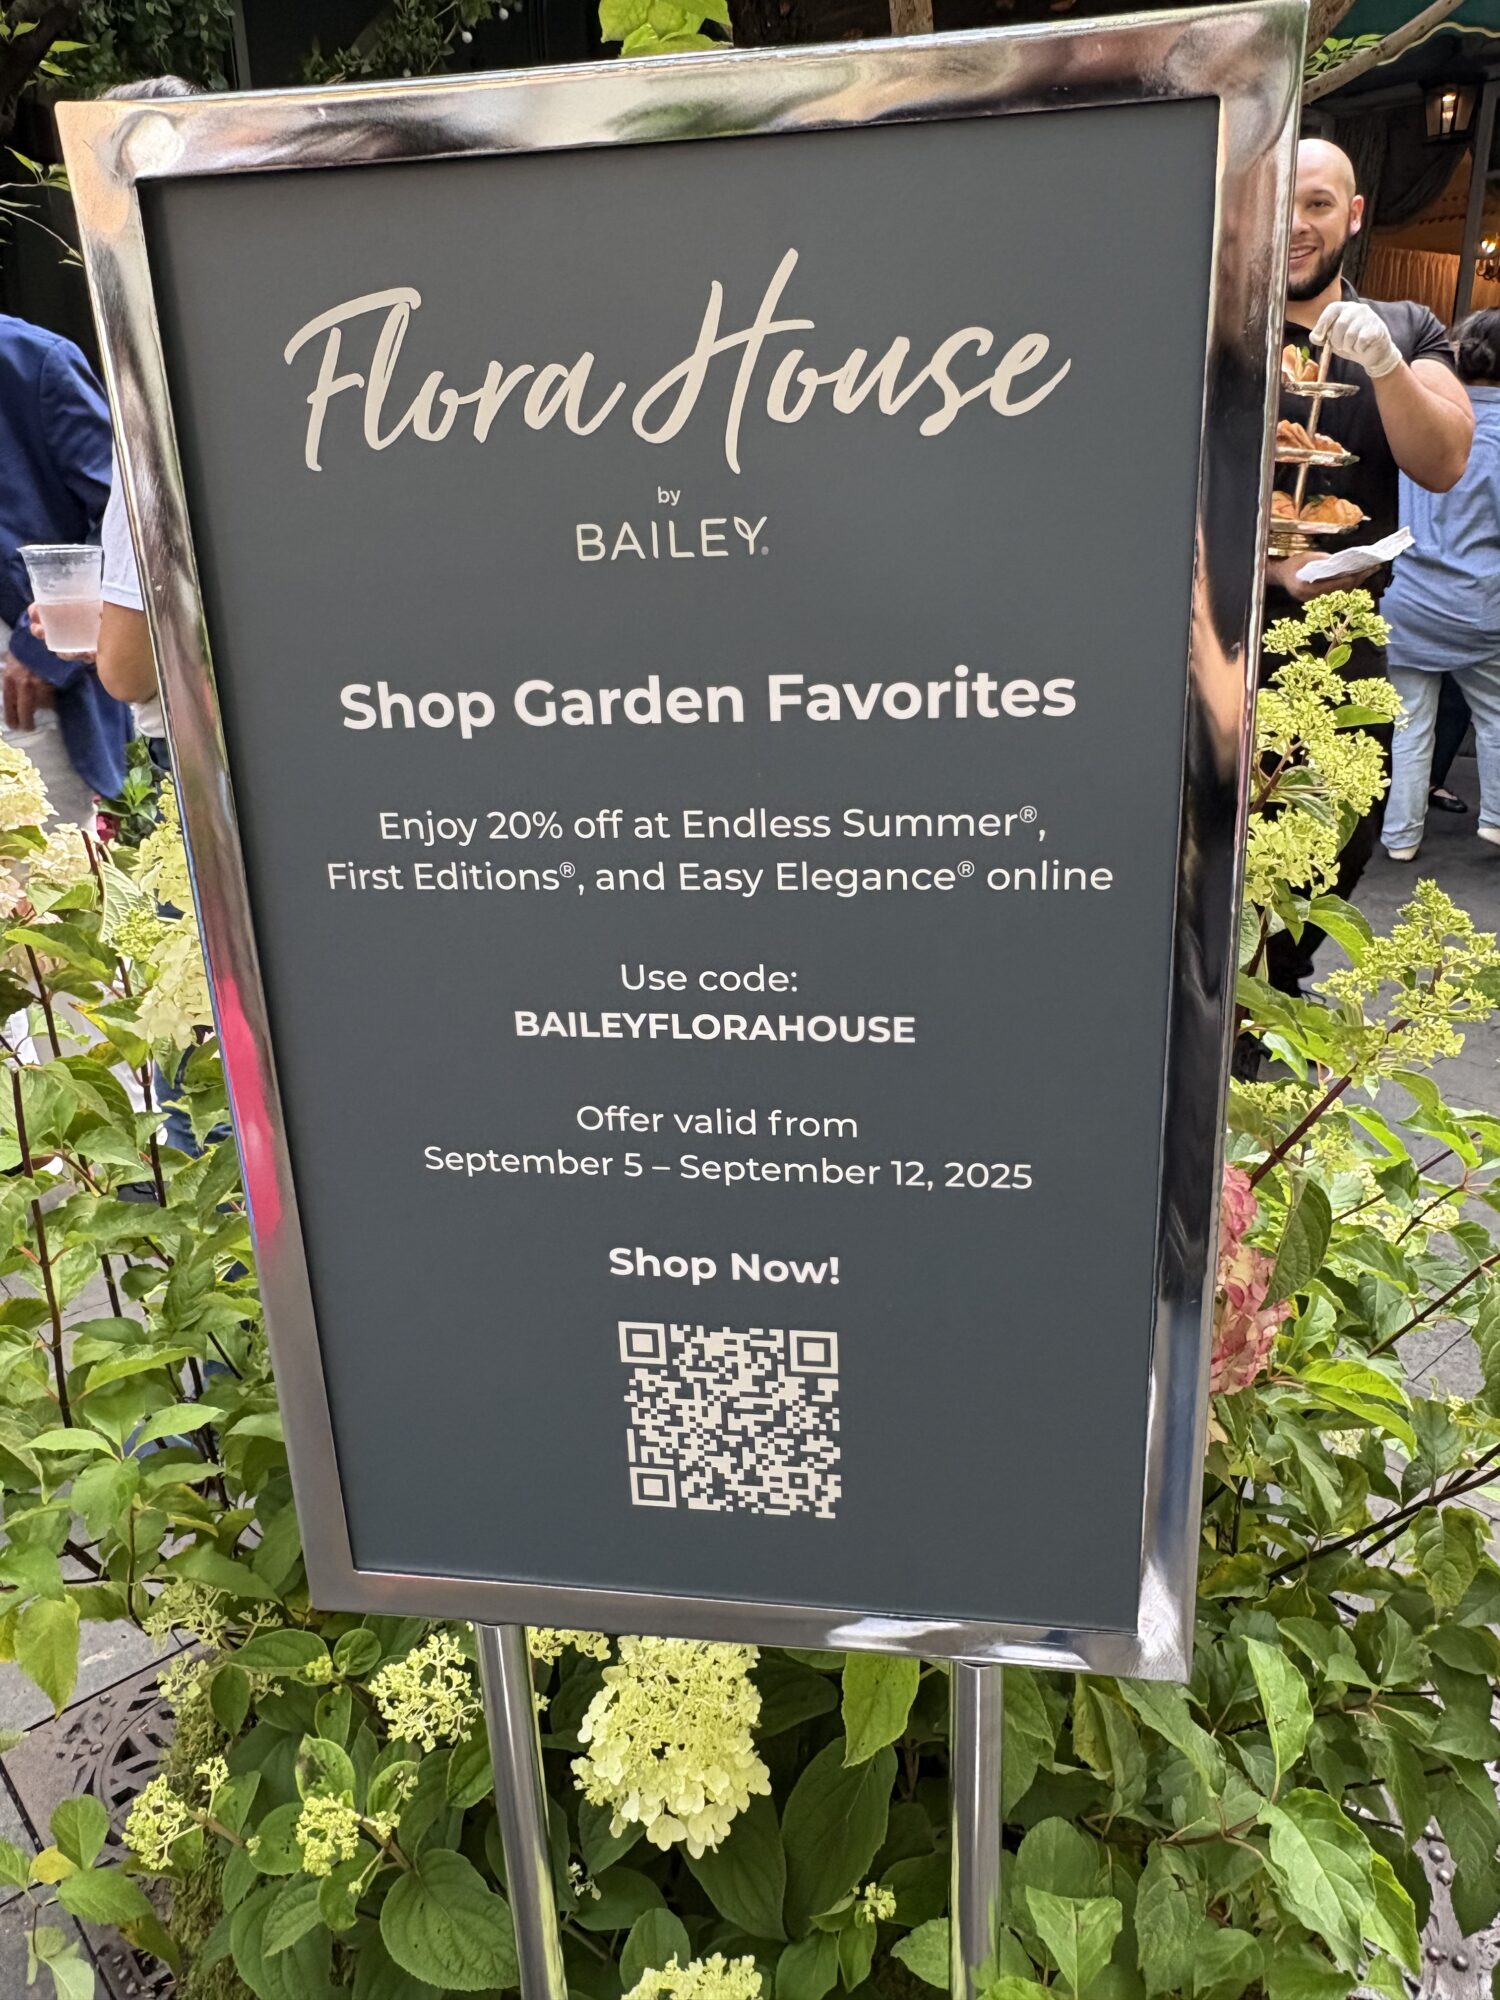 Flora House
by
BAILEY®
Shop Garden Favorites
Enjoy 20% off at Endless Summer®,
First Editions®, and Easy Elegance® online
Use code:
BAILEYFLORAHOUSE
Offer valid from
September 5 – September 12, 2025
Shop Now!